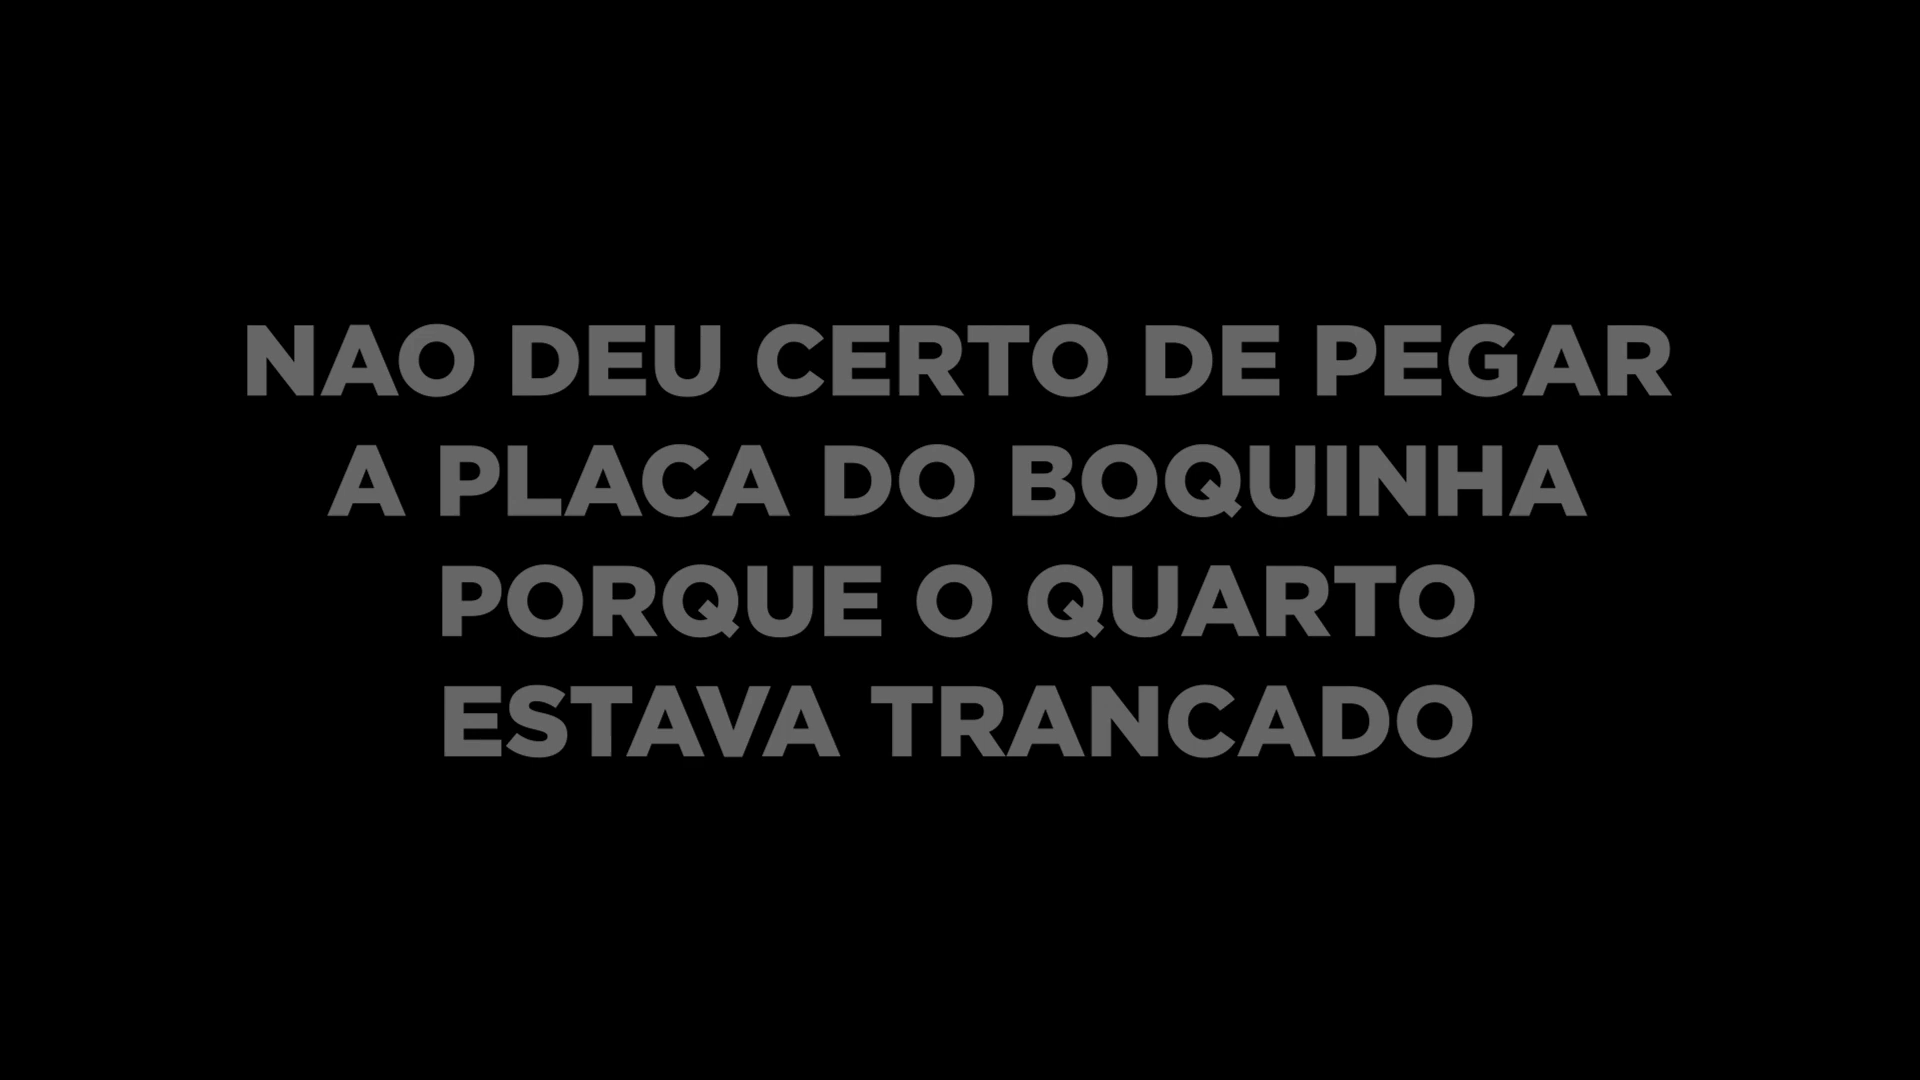 NAO DEU CERTO DE PEGAR
A PLACA DO BOQUINHA
PORQUE O QUARTO
ESTAVA TRANCADO